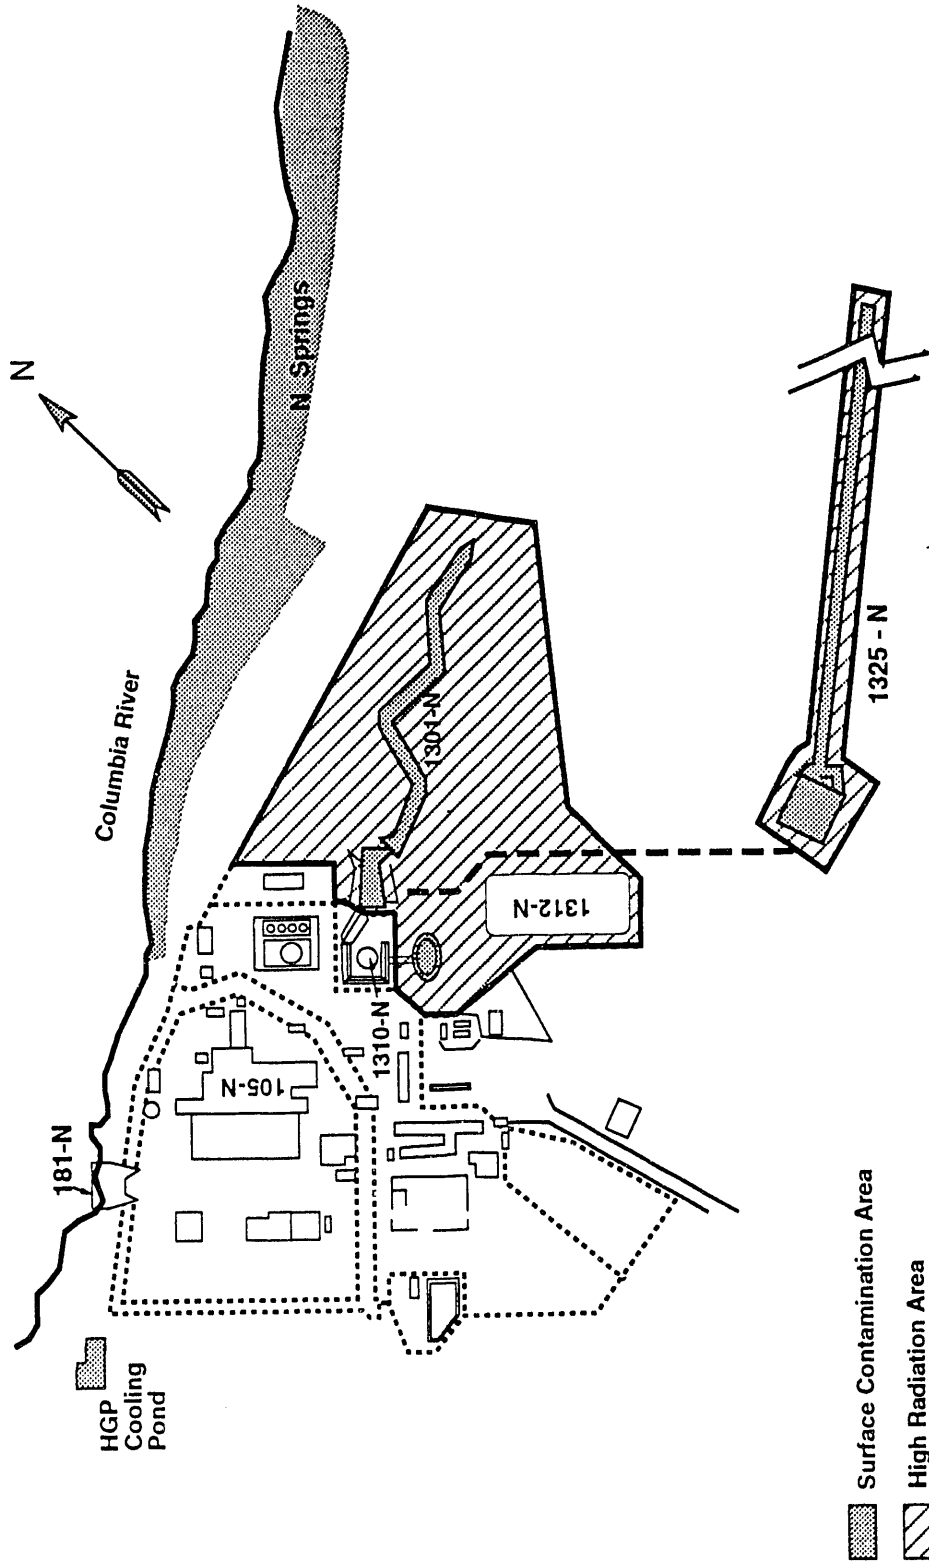 N
Columbia River
N Springs
181-N
HGP
Cooling
Pond
105-N
1310-N
1301-N
1312-N
1325 - N
Surface Contamination Area
High Radiation Area